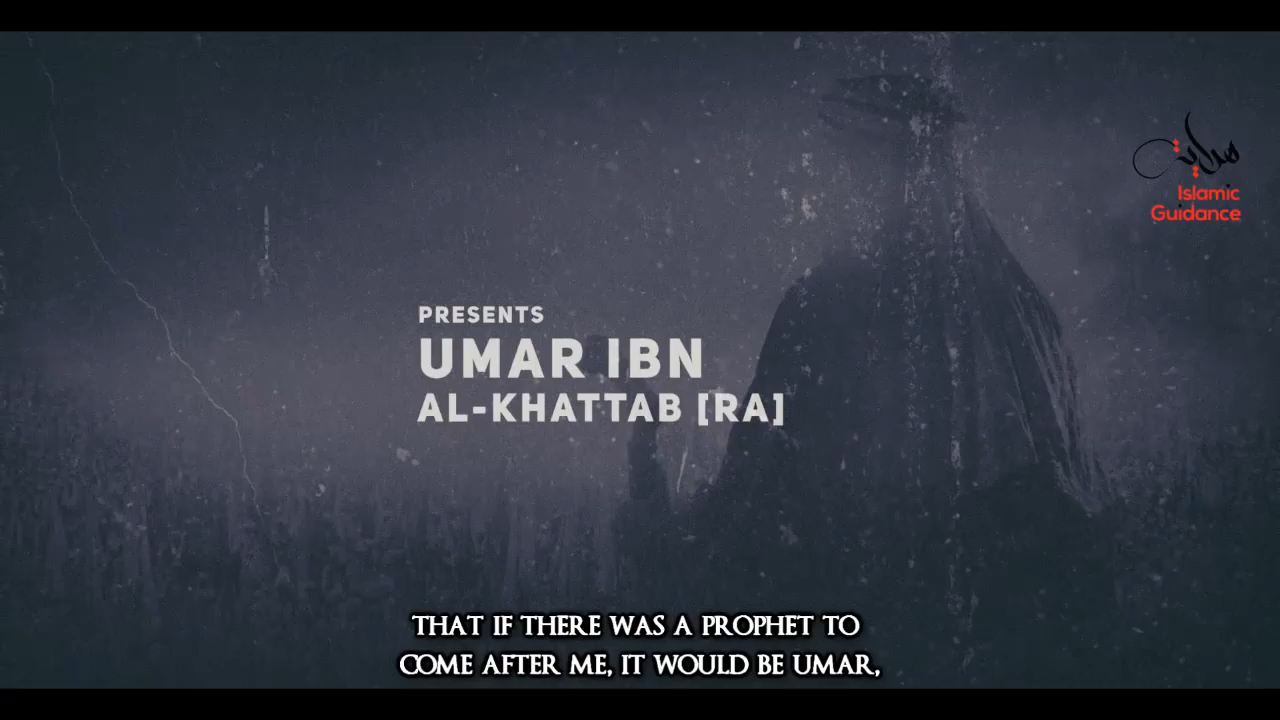 هداية
Islamic
Guidance
PRESENTS
UMAR IBN
AL-KHATTAB [RA]
THAT IF THERE WAS A PROPHET TO
COME AFTER ME, IT WOULD BE UMAR,